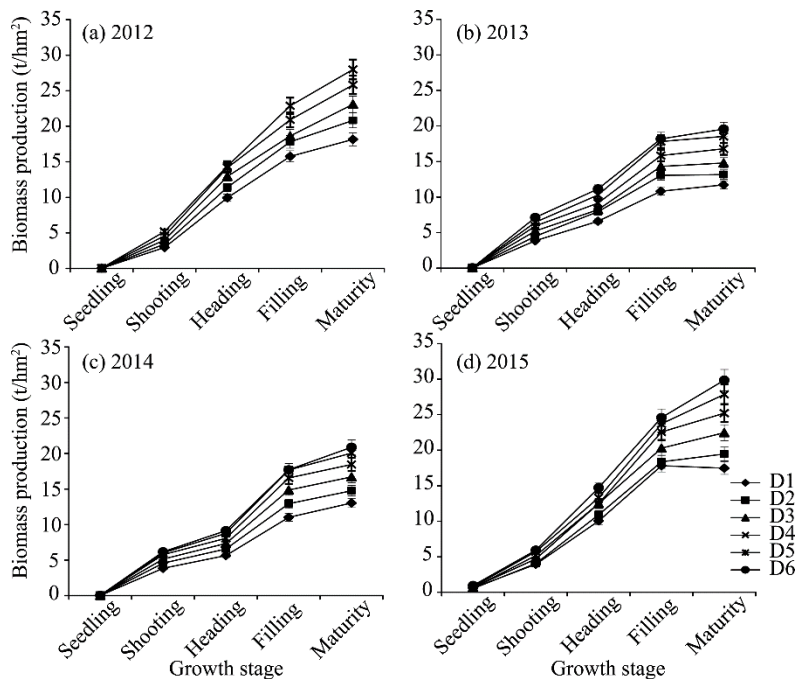 (a) 2012
Biomass production (t/hm²)
35
30
25
20
15
10
5
0
Seedling
Shooting
Heading
Filling
Maturity
(b) 2013
35
30
25
20
15
10
5
0
Seedling
Shooting
Heading
Filling
Maturity
(c) 2014
Biomass production (t/hm²)
35
30
25
20
15
10
5
0
Seedling
Shooting
Heading
Filling
Maturity
Growth stage
(d) 2015
35
30
25
20
15
10
5
0
Seedling
Shooting
Heading
Filling
Maturity
Growth stage
D1
D2
D3
D4
D5
D6